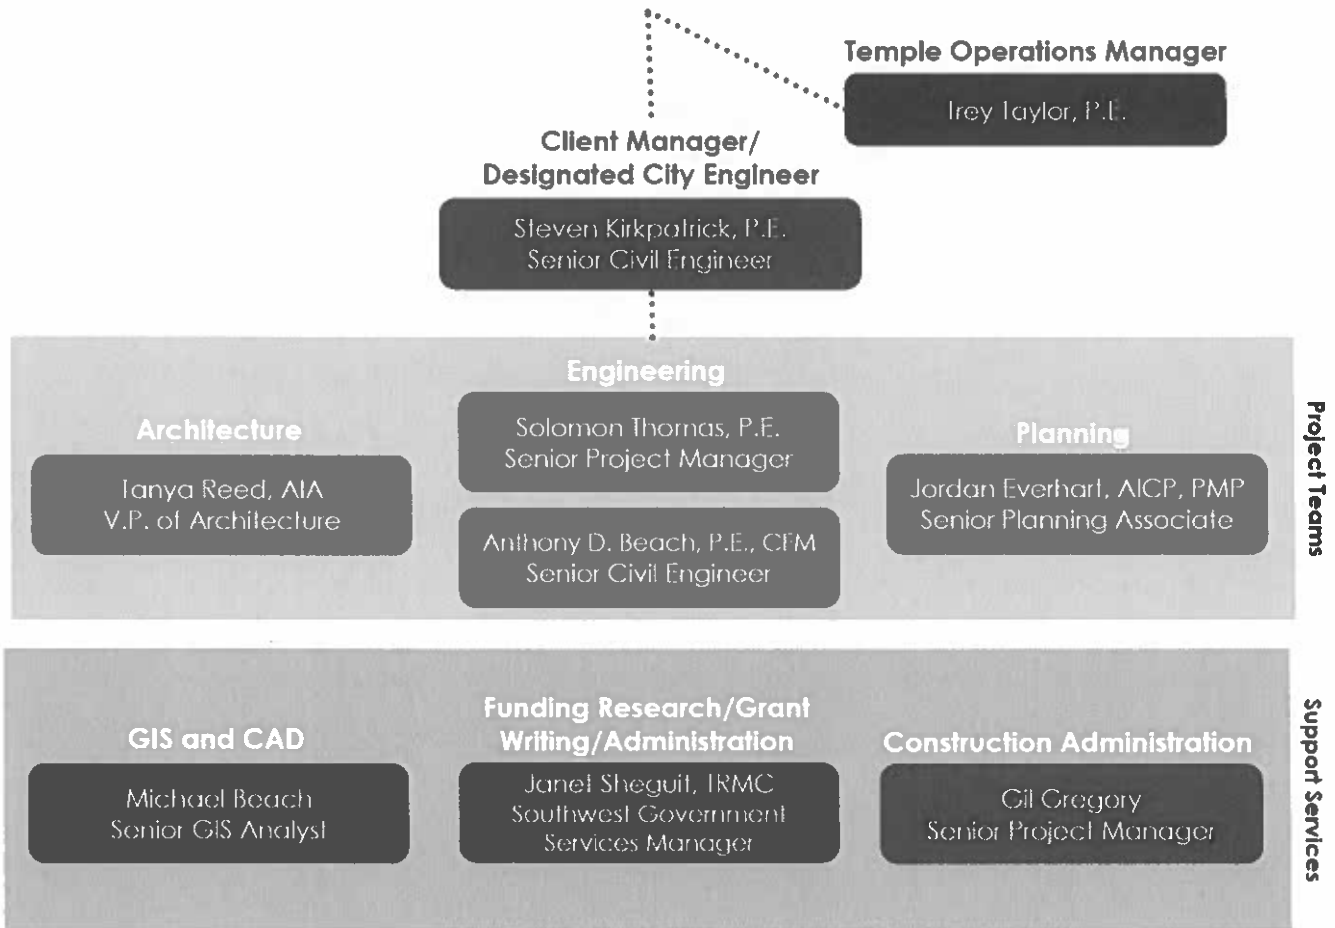 Temple Operations Manager
Trey Taylor, P.E.
Client Manager/
Designated City Engineer
Steven Kirkpatrick, P.E.
Senior Civil Engineer
Engineering
Solomon Thomas, P.E.
Senior Project Manager
Anthony D. Beach, P.E., CFM
Senior Civil Engineer
Architecture
Tanya Reed, AIA
V.P. of Architecture
Planning
Jordan Everhart, AICP, PMP
Senior Planning Associate
Project Teams
GIS and CAD
Michael Beach
Senior GIS Analyst
Funding Research/Grant
Writing/Administration
Janet Sheguit, TRMC
Southwest Government
Services Manager
Construction Administration
Gil Gregory
Senior Project Manager
Support Services